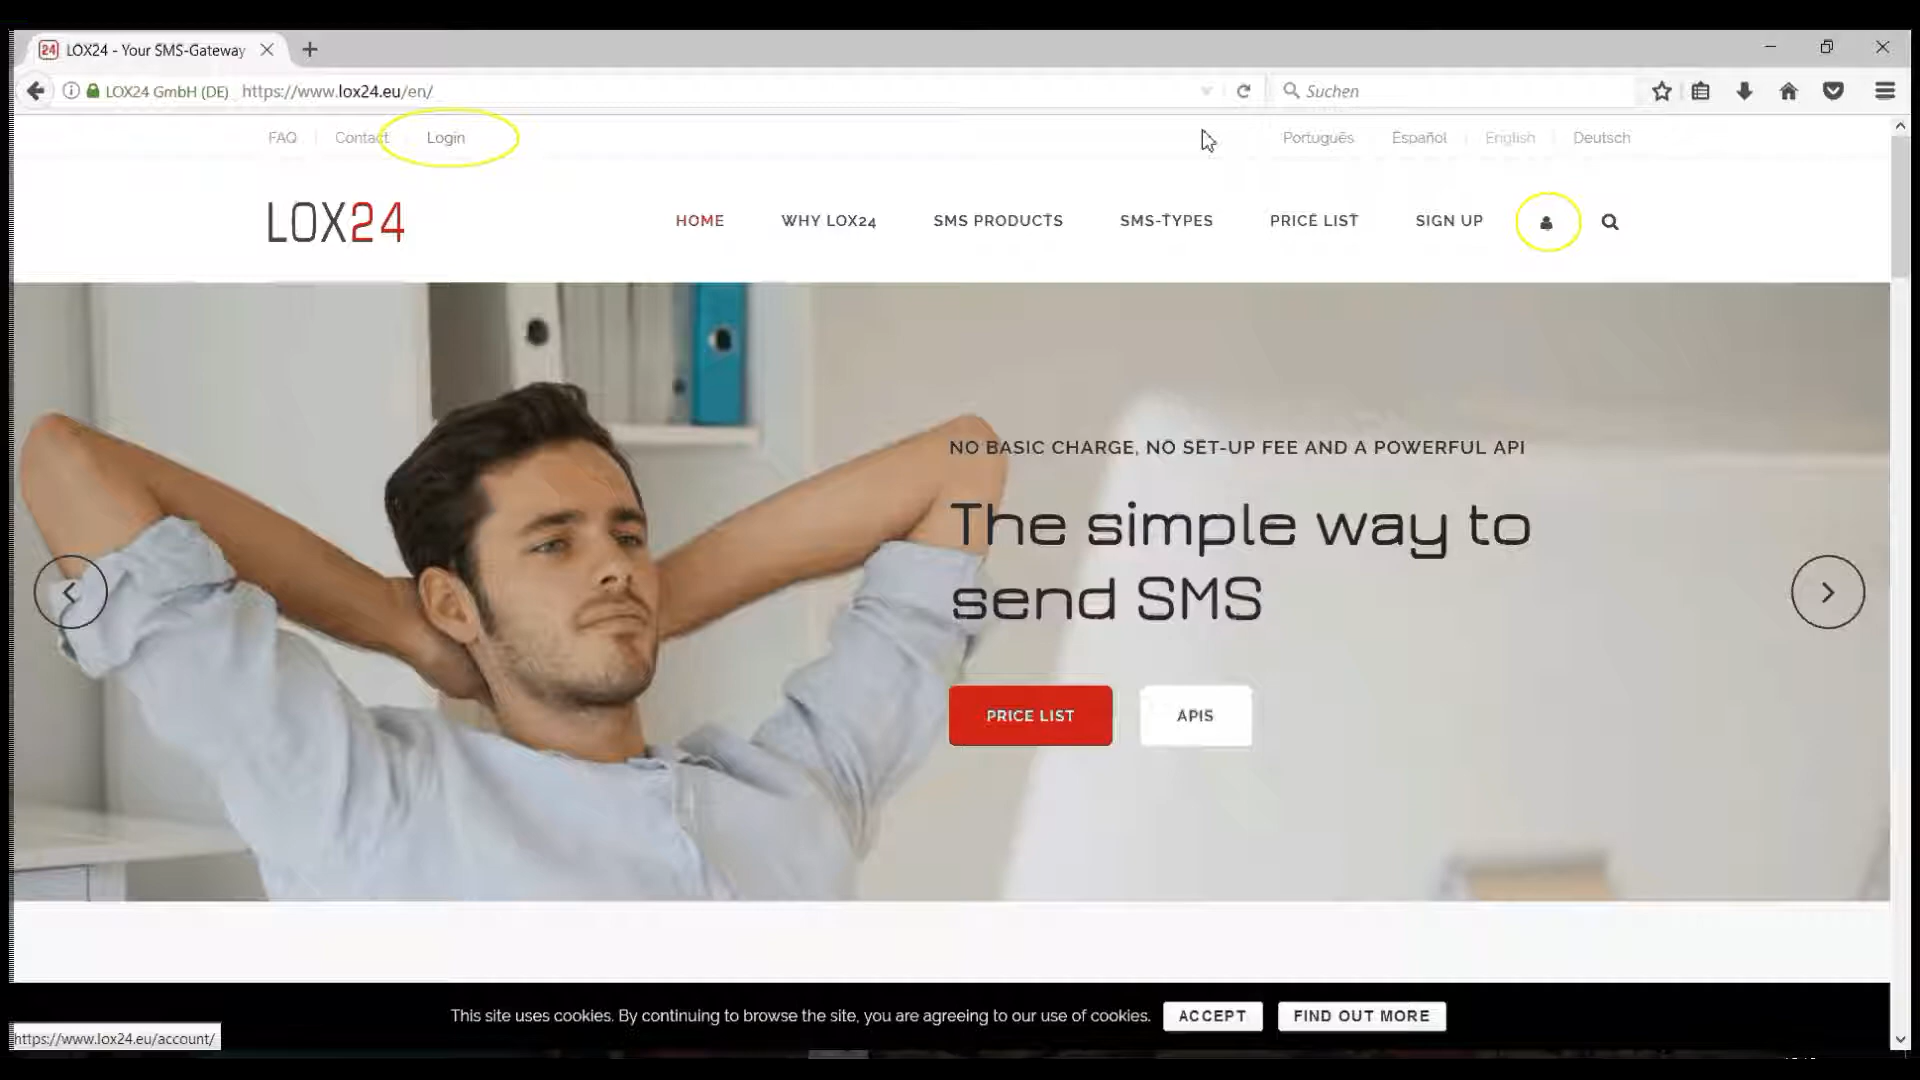 24 LOX24 - Your SMS-Gateway
LOX24 GmbH (DE) https://www.lox24.eu/en/ Suchen
FAQ Contact Login Português Español English Deutsch
LOX24 HOME WHY LOX24 SMS PRODUCTS SMS-TYPES PRICE LIST SIGN UP
NO BASIC CHARGE, NO SET-UP FEE AND A POWERFUL API
The simple way to
send SMS
PRICE LIST APIS
This site uses cookies. By continuing to browse the site, you are agreeing to our use of cookies. ACCEPT FIND OUT MORE
https://www.lox24.eu/account/